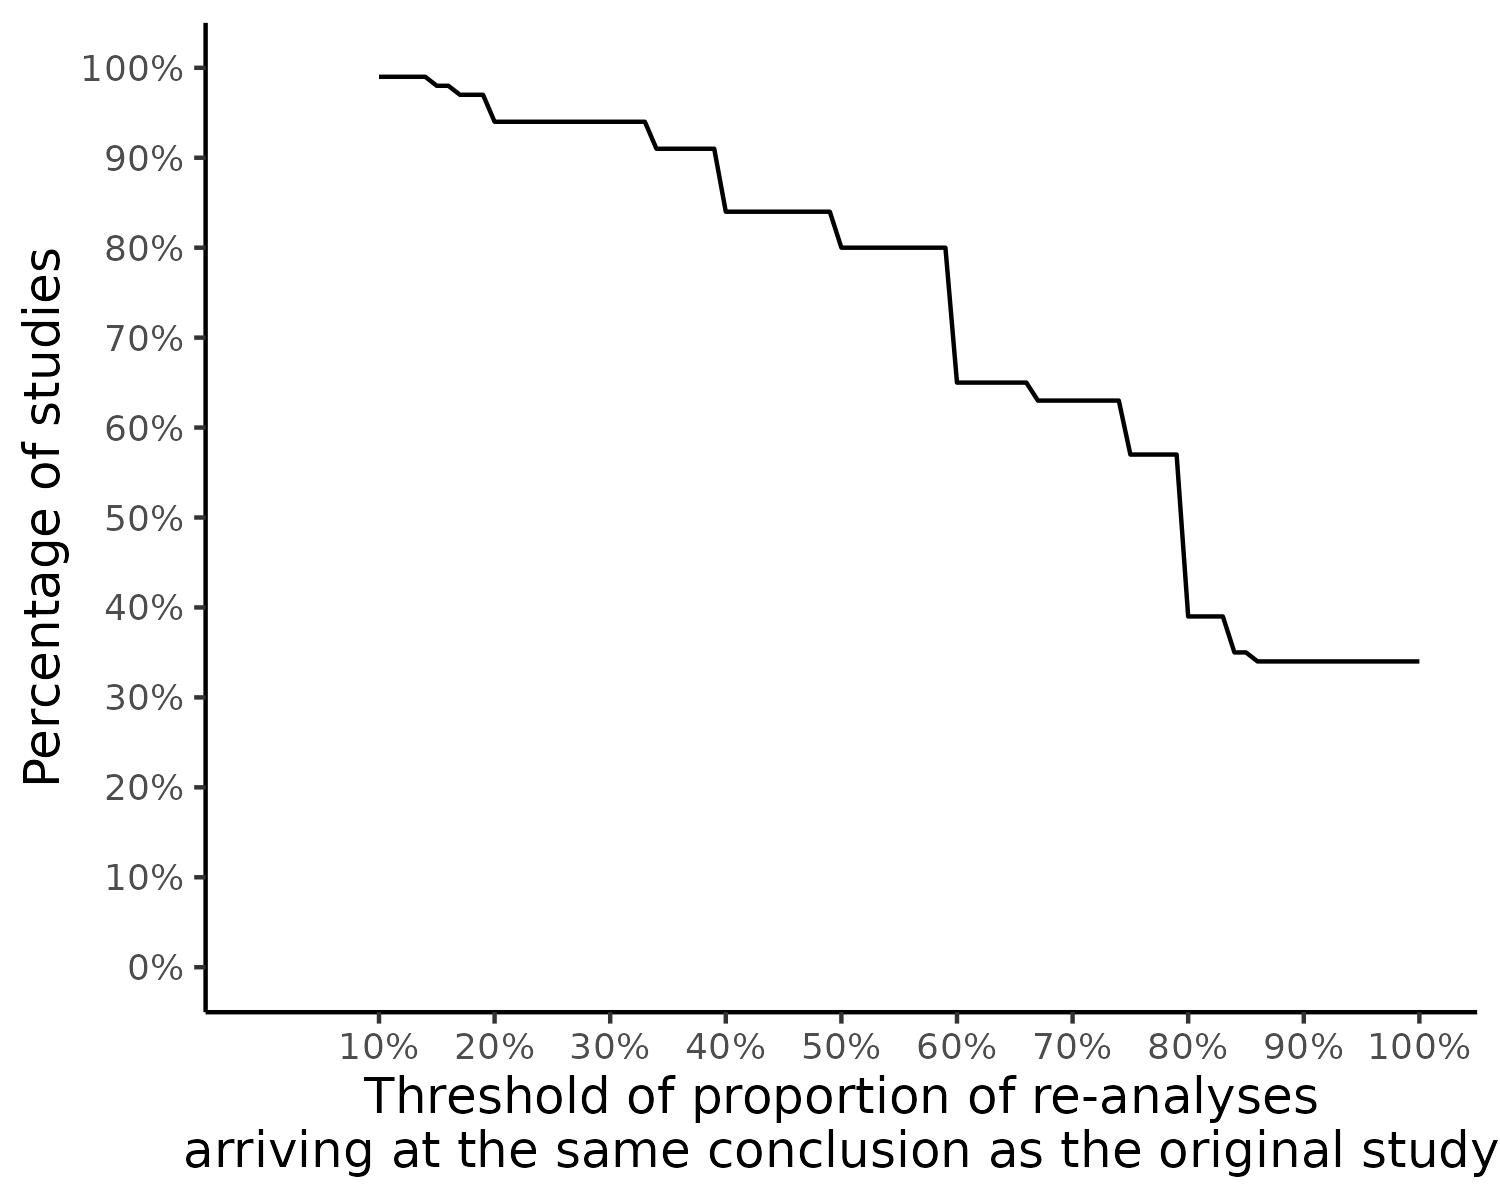 Percentage of studies
100%
90%
80%
70%
60%
50%
40%
30%
20%
10%
0%
10% 20% 30% 40% 50% 60% 70% 80% 90% 100%
Threshold of proportion of re-analyses
arriving at the same conclusion as the original study